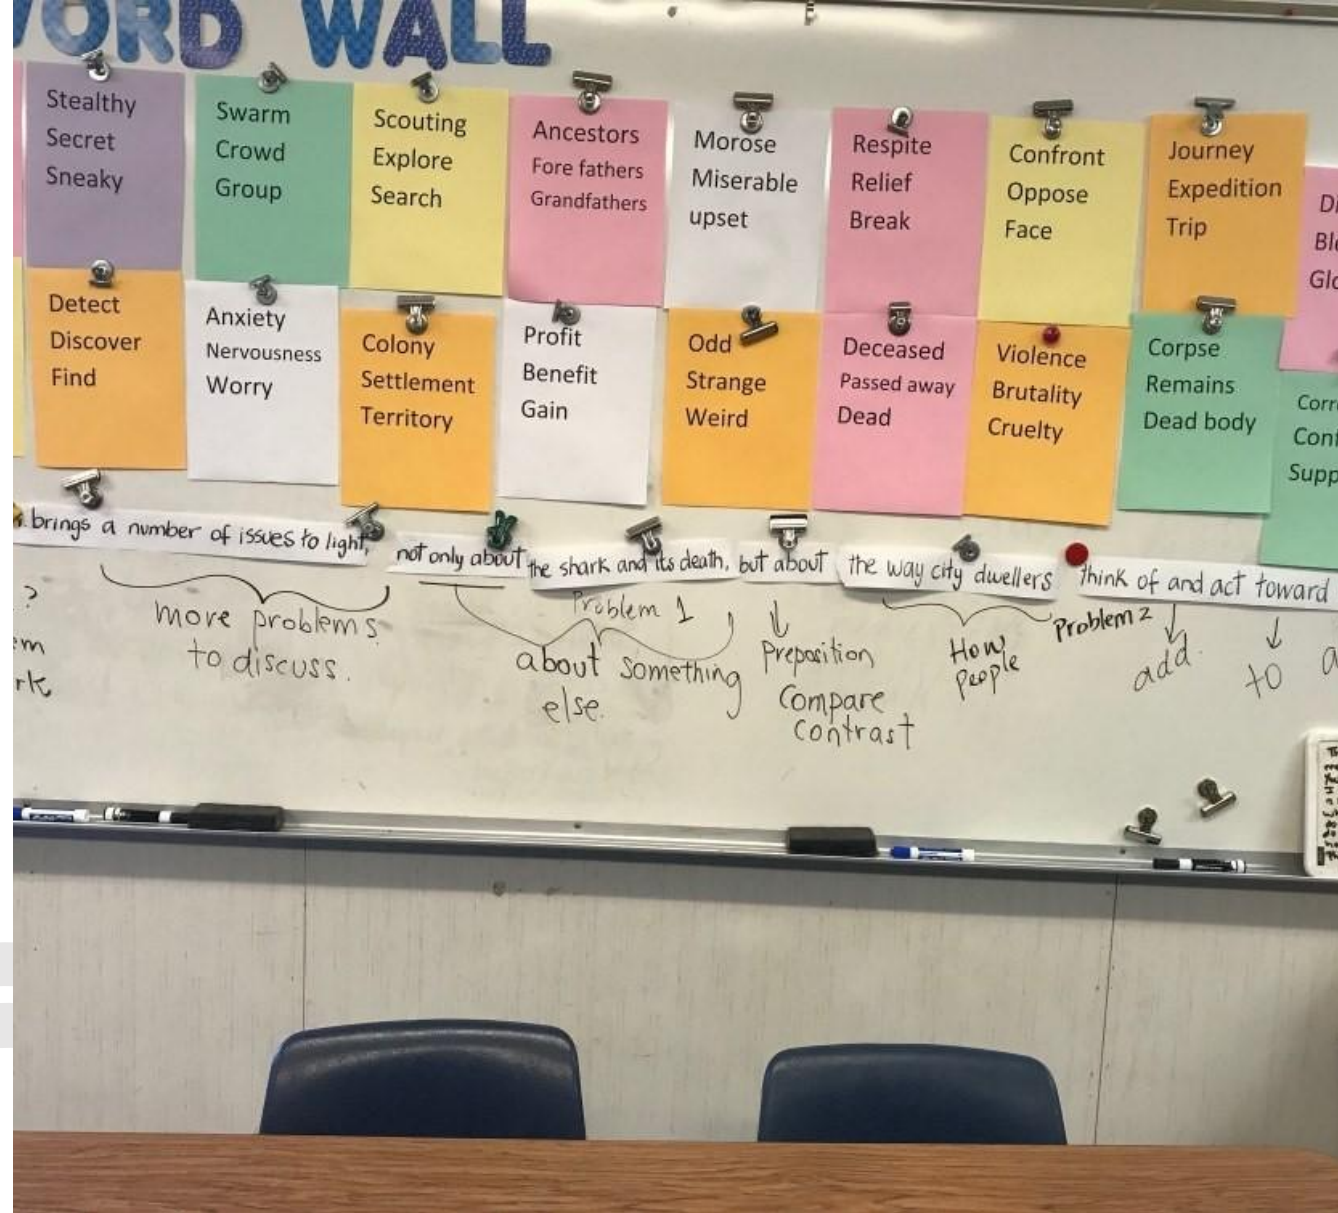 WORD WALL
Stealthy
Secret
Sneaky
Swarm
Crowd
Group
Scouting
Explore
Search
Ancestors
Fore fathers
Grandfathers
Morose
Miserable
upset
Respite
Relief
Break
Confront
Oppose
Face
Journey
Expedition
Trip
Detect
Discover
Find
Anxiety
Nervousness
Worry
Colony
Settlement
Territory
Profit
Benefit
Gain
Odd
Strange
Weird
Deceased
Passed away
Dead
Violence
Brutality
Cruelty
Corpse
Remains
Dead body
brings a number of issues to light, not only about the shark and its death, but about the way city dwellers think of and act toward
?
more problems
to discuss.
Problem 1
about something
else.
Preposition
Compare
contrast
How
people
Problem 2
add
to